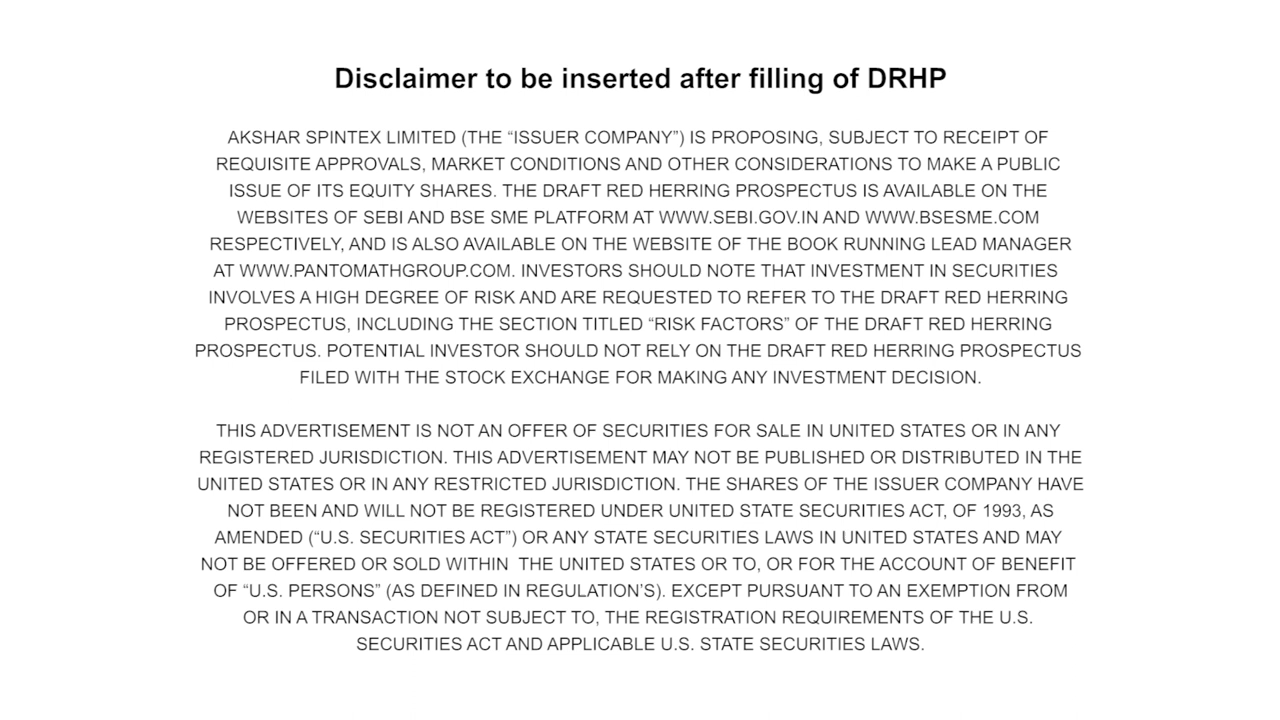 Disclaimer to be inserted after filling of DRHP
AKSHAR SPINTEX LIMITED (THE “ISSUER COMPANY”) IS PROPOSING, SUBJECT TO RECEIPT OF
REQUISITE APPROVALS, MARKET CONDITIONS AND OTHER CONSIDERATIONS TO MAKE A PUBLIC
ISSUE OF ITS EQUITY SHARES. THE DRAFT RED HERRING PROSPECTUS IS AVAILABLE ON THE
WEBSITES OF SEBI AND BSE SME PLATFORM AT WWW.SEBI.GOV.IN AND WWW.BSESME.COM
RESPECTIVELY, AND IS ALSO AVAILABLE ON THE WEBSITE OF THE BOOK RUNNING LEAD MANAGER
AT WWW.PANTOMATHGROUP.COM. INVESTORS SHOULD NOTE THAT INVESTMENT IN SECURITIES
INVOLVES A HIGH DEGREE OF RISK AND ARE REQUESTED TO REFER TO THE DRAFT RED HERRING
PROSPECTUS, INCLUDING THE SECTION TITLED “RISK FACTORS” OF THE DRAFT RED HERRING
PROSPECTUS. POTENTIAL INVESTOR SHOULD NOT RELY ON THE DRAFT RED HERRING PROSPECTUS
FILED WITH THE STOCK EXCHANGE FOR MAKING ANY INVESTMENT DECISION.
THIS ADVERTISEMENT IS NOT AN OFFER OF SECURITIES FOR SALE IN UNITED STATES OR IN ANY
REGISTERED JURISDICTION. THIS ADVERTISEMENT MAY NOT BE PUBLISHED OR DISTRIBUTED IN THE
UNITED STATES OR IN ANY RESTRICTED JURISDICTION. THE SHARES OF THE ISSUER COMPANY HAVE
NOT BEEN AND WILL NOT BE REGISTERED UNDER UNITED STATE SECURITIES ACT, OF 1993, AS
AMENDED (“U.S. SECURITIES ACT”) OR ANY STATE SECURITIES LAWS IN UNITED STATES AND MAY
NOT BE OFFERED OR SOLD WITHIN  THE UNITED STATES OR TO, OR FOR THE ACCOUNT OF BENEFIT
OF “U.S. PERSONS” (AS DEFINED IN REGULATION’S). EXCEPT PURSUANT TO AN EXEMPTION FROM
OR IN A TRANSACTION NOT SUBJECT TO, THE REGISTRATION REQUIREMENTS OF THE U.S.
SECURITIES ACT AND APPLICABLE U.S. STATE SECURITIES LAWS.